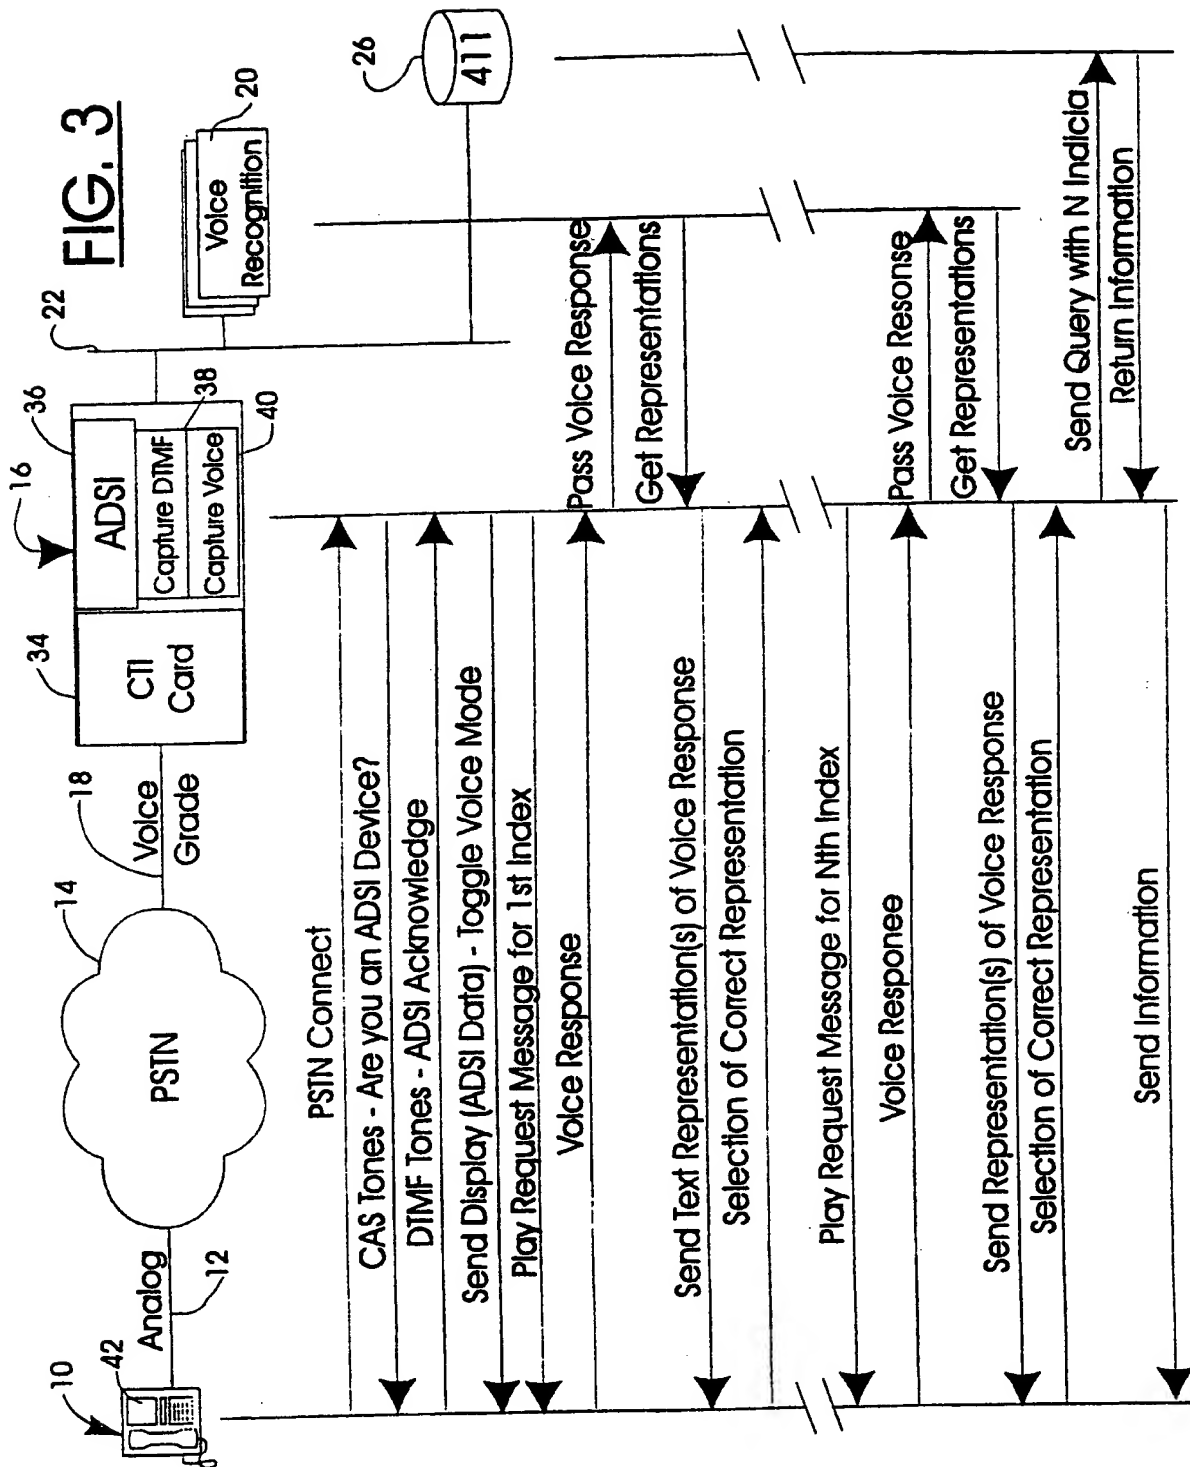 FIG. 3
10
42
Analog
12
14
PSTN
18
Voice
Grade
34
CTI
Card
16
36
ADSI
Capture DTMF
38
Capture Voice
40
22
Voice
Recognition
20
26
411
PSTN Connect
CAS Tones - Are you an ADSI Device?
DTMF Tones - ADSI Acknowledge
Send Display (ADSI Data) - Toggle Voice Mode
Play Request Message for 1st Index
Voice Response
Pass Voice Response
Get Representations
Send Text Representation(s) of Voice Response
Selection of Correct Representation
Play Request Message for Nth Index
Voice Responee
Pass Voice Resonse
Get Representations
Send Representation(s) of Voice Response
Selection of Correct Representation
Send Query with N Indicia
Return Information
Send Information